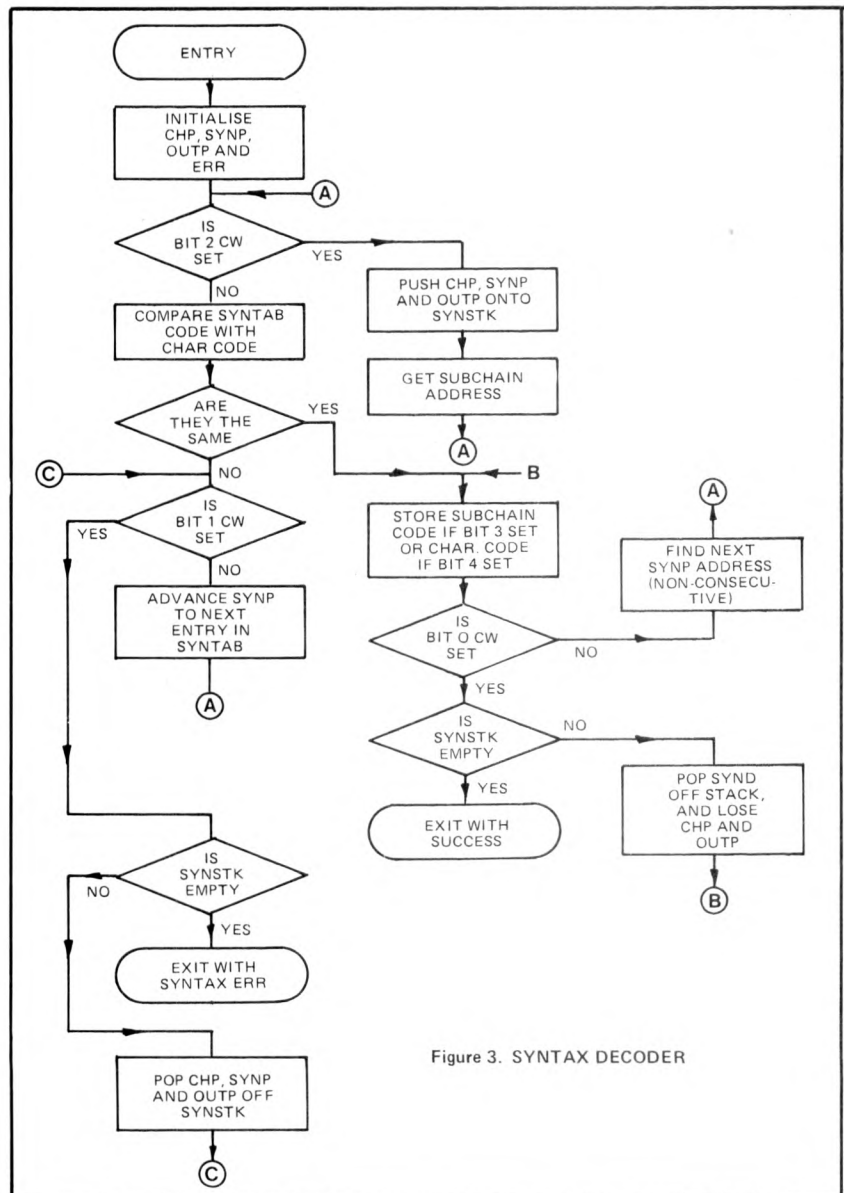 ENTRY
INITIALISE
CHP, SYNP,
OUTP AND
ERR
A
IS
BIT 2 CW
SET
YES
NO
PUSH CHP, SYNP
AND OUTP ONTO
SYNSTK
GET SUBCHAIN
ADDRESS
A
COMPARE SYNTAB
CODE WITH
CHAR CODE
ARE
THEY THE
SAME
YES
NO
C
B
IS
BIT 1 CW
SET
YES
NO
ADVANCE SYNP
TO NEXT
ENTRY IN
SYNTAB
A
STORE SUBCHAIN
CODE IF BIT 3 SET
OR CHAR. CODE
IF BIT 4 SET
IS
BIT O CW
SET
NO
YES
A
FIND NEXT
SYNP ADDRESS
(NON-CONSECU-
TIVE)
IS
SYNSTK
EMPTY
NO
YES
EXIT WITH
SUCCESS
POP SYND
OFF STACK,
AND LOSE
CHP AND
OUTP
B
IS
SYNSTK
EMPTY
NO
YES
EXIT WITH
SYNTAX ERR
POP CHP, SYNP
AND OUTP OFF
SYNSTK
C
Figure 3. SYNTAX DECODER